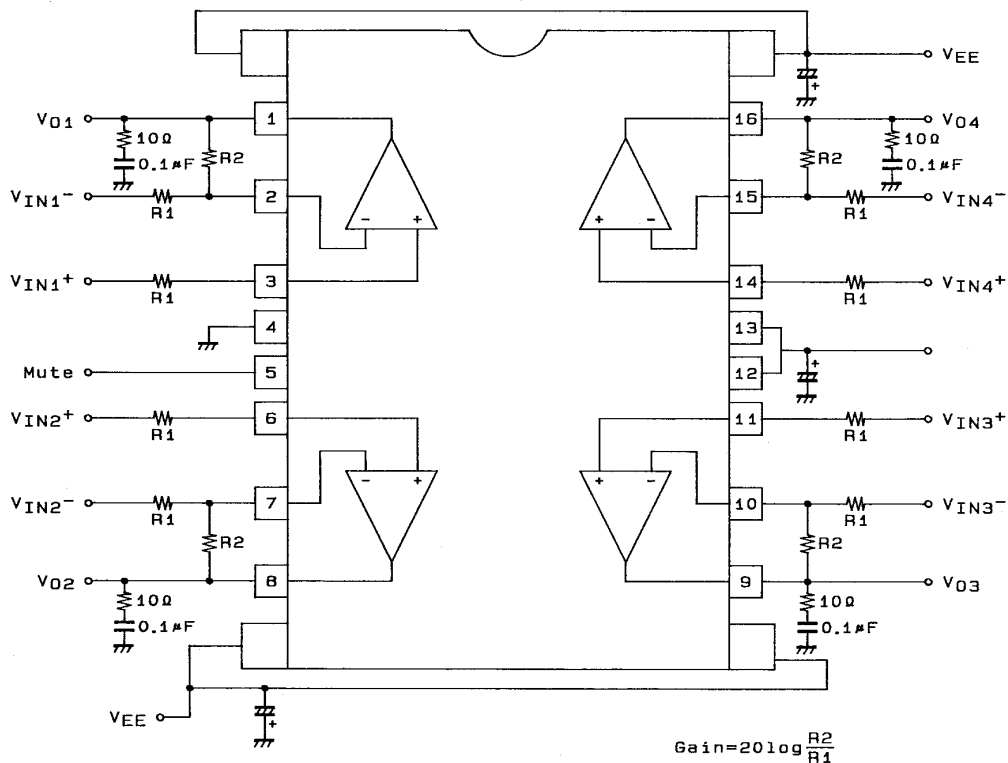 VEE
VO1
1
16
VO4
10Ω
0.1μF
R2
R2
10Ω
0.1μF
VIN1-
R1
2
15
R1
VIN4-
- +
+ -
VIN1+
R1
3
14
R1
VIN4+
4
13
+
Mute
5
12
VIN2+
R1
6
11
R1
VIN3+
- +
+ -
VIN2-
R1
7
10
R1
VIN3-
R2
R2
VO2
8
9
VO3
10Ω
0.1μF
10Ω
0.1μF
VEE
+
Gain=20log R2/R1